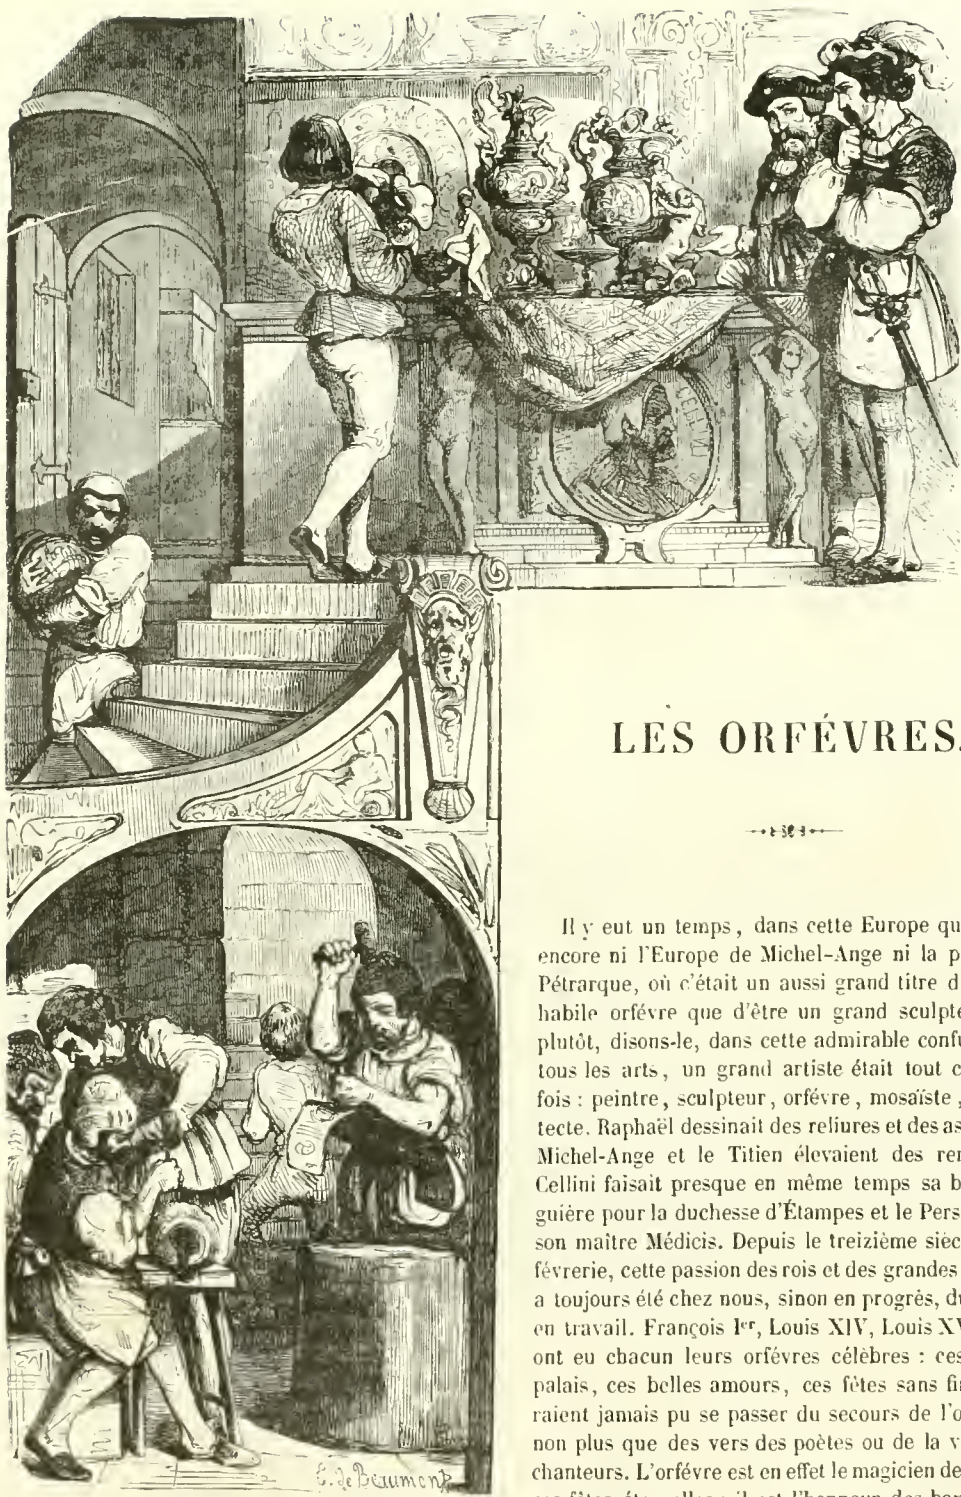 CELLINI
LES ORFÉVRES.
Il y eut un temps, dans cette Europe qu
encore ni l'Europe de Michel-Ange ni la p
Pétrarque, où c'était un aussi grand titre d
habile orfévre que d'être un grand sculpte
plutôt, disons-le, dans cette admirable confu
tous les arts, un grand artiste était tout c
fois : peintre, sculpteur, orfévre, mosaïste,
tecte. Raphaël dessinait des reliures et des as
Michel-Ange et le Titien élevaient des rem
Cellini faisait presque en même temps sa b
guière pour la duchesse d'Étampes et le Pers
son maître Médicis. Depuis le treizième sièc
févrerie, cette passion des rois et des grandes
a toujours été chez nous, sinon en progrès, du
en travail. François Ier, Louis XIV, Louis XV
ont eu chacun leurs orfévres célèbres : ces
palais, ces belles amours, ces fêtes sans fin
raient jamais pu se passer du secours de l'o
non plus que des vers des poètes ou de la v
chanteurs. L'orfévre est en effet le magicien de
E. de Beaumont